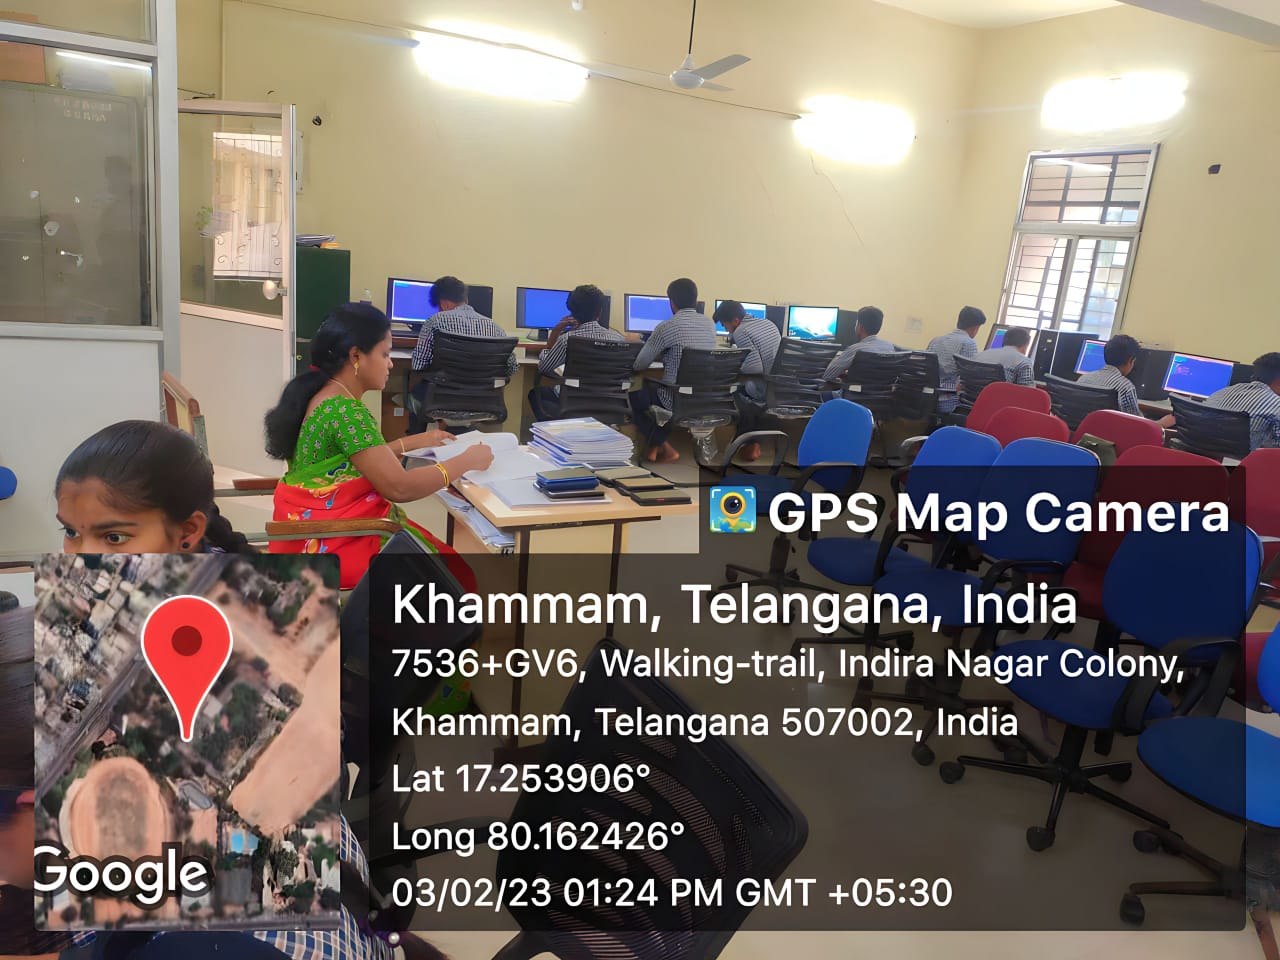 GPS Map Camera
Khammam, Telangana, India
7536+GV6, Walking-trail, Indira Nagar Colony,
Khammam, Telangana 507002, India
Lat 17.253906°
Long 80.162426°
03/02/23 01:24 PM GMT +05:30
Google